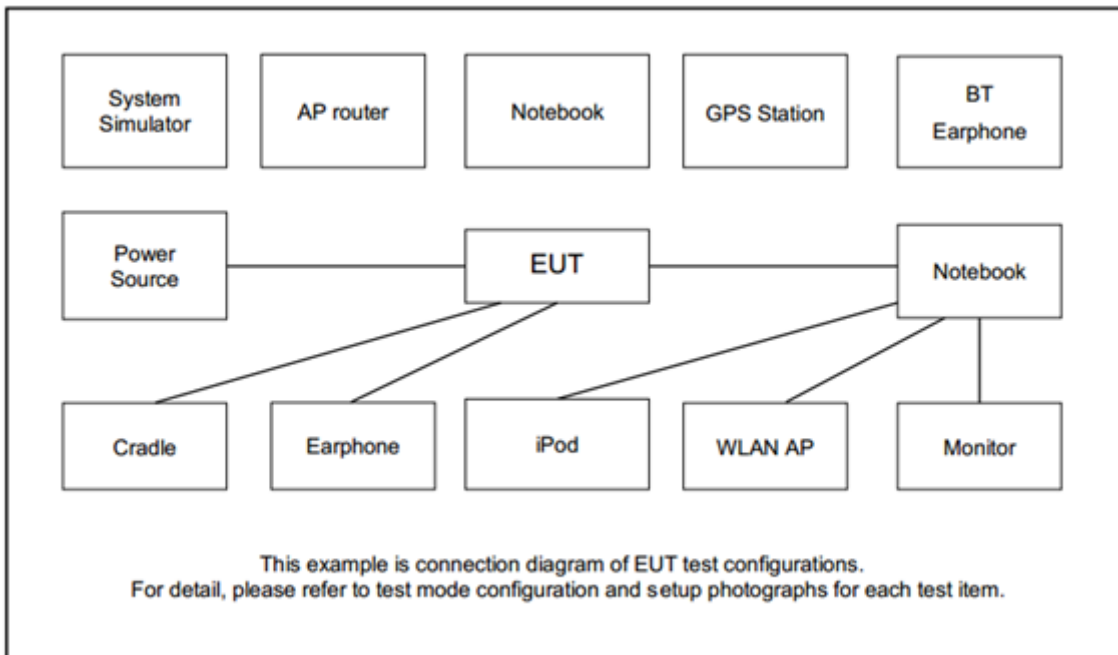 System
Simulator
AP router
Notebook
GPS Station
BT
Earphone
Power
Source
EUT
Notebook
Cradle
Earphone
iPod
WLAN AP
Monitor
This example is connection diagram of EUT test configurations.
For detail, please refer to test mode configuration and setup photographs for each test item.